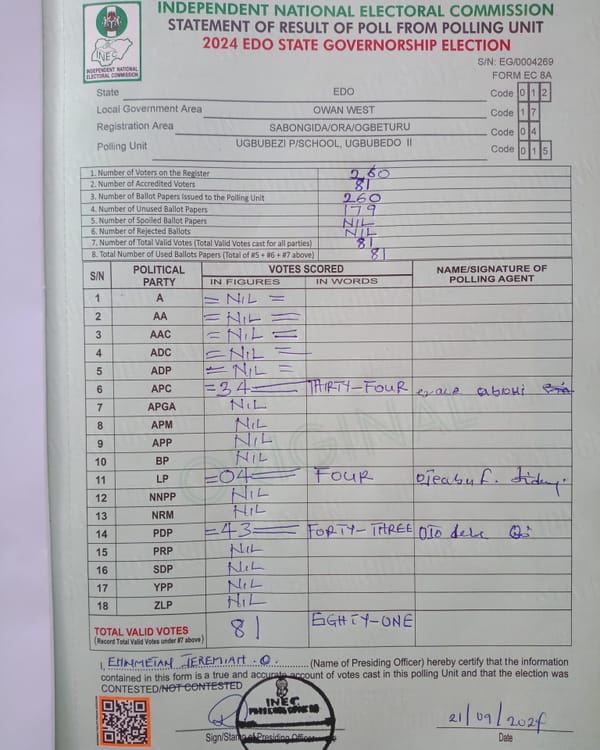 INDEPENDENT NATIONAL ELECTORAL COMMISSION
STATEMENT OF RESULT OF POLL FROM POLLING UNIT
2024 EDO STATE GOVERNORSHIP ELECTION
INEC
INDEPENDENT NATIONAL
ELECTORAL COMMISSION
S/N: EG/0004269
FORM EC 8A
State EDO Code 0 1 2
Local Government Area OWAN WEST Code 1 7
Registration Area SABONGIDA/ORA/OGBETURU Code 0 4
Polling Unit UGBUBEZI P/SCHOOL, UGBUBEDO II Code 0 1 5
1. Number of Voters on the Register 260
2. Number of Accredited Voters 81
3. Number of Ballot Papers Issued to the Polling Unit 260
4. Number of Unused Ballot Papers 179
5. Number of Spoiled Ballot Papers NIL
6. Number of Rejected Ballots NIL
7. Number of Total Valid Votes (Total Valid Votes cast for all parties) 81
8. Total Number of Used Ballots Papers (Total of #5 + #6 + #7 above) 81
S/N POLITICAL PARTY VOTES SCORED NAME/SIGNATURE OF POLLING AGENT
IN FIGURES IN WORDS
1 A = NIL =
2 AA = NIL =
3 AAC = NIL =
4 ADC = NIL =
5 ADP = NIL =
6 APC =34= THIRTY-FOUR
7 APGA NIL
8 APM NIL
9 APP NIL
10 BP NIL
11 LP =04= FOUR
12 NNPP NIL
13 NRM NIL
14 PDP =43= FORTY-THREE
15 PRP NIL
16 SDP NIL
17 YPP NIL
18 ZLP NIL
ORIGINAL
TOTAL VALID VOTES 81 EIGHTY-ONE
(Record Total Valid Votes under #7 above)
I, JEREMIAH .O. (Name of Presiding Officer) hereby certify that the information
contained in this form is a true and accurate account of votes cast in this polling Unit and that the election was
CONTESTED/NOT CONTESTED
INEC
Sign/Stamp of Presiding Officer
21/09/2024
Date